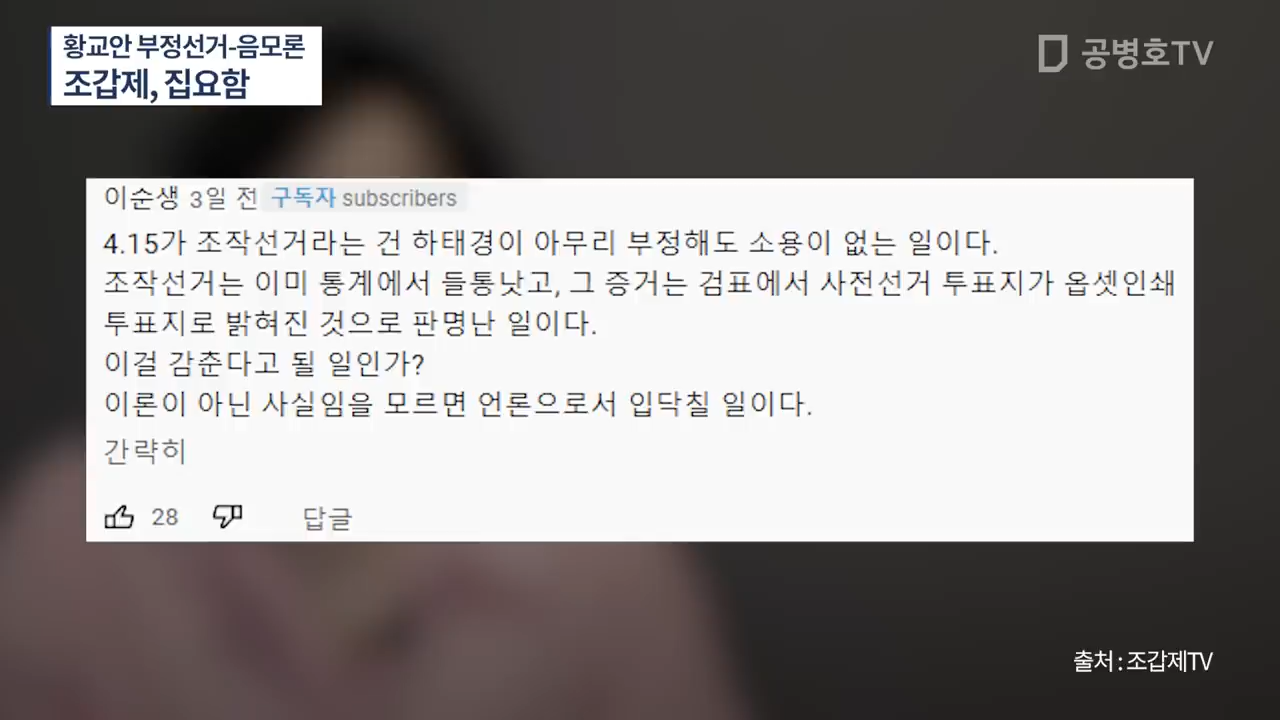 황교안 부정선거-음모론
조갑제, 집요함
공병호TV
이순생 3일 전 구독자 subscribers
4.15가 조작선거라는 건 하태경이 아무리 부정해도 소용이 없는 일이다.
조작선거는 이미 통계에서 들통낫고, 그 증거는 검표에서 사전선거 투표지가 옵셋인쇄
투표지로 밝혀진 것으로 판명난 일이다.
이걸 감춘다고 될 일인가?
이론이 아닌 사실임을 모르면 언론으로서 입닥칠 일이다.
간략히
28 답글
출처 : 조갑제TV